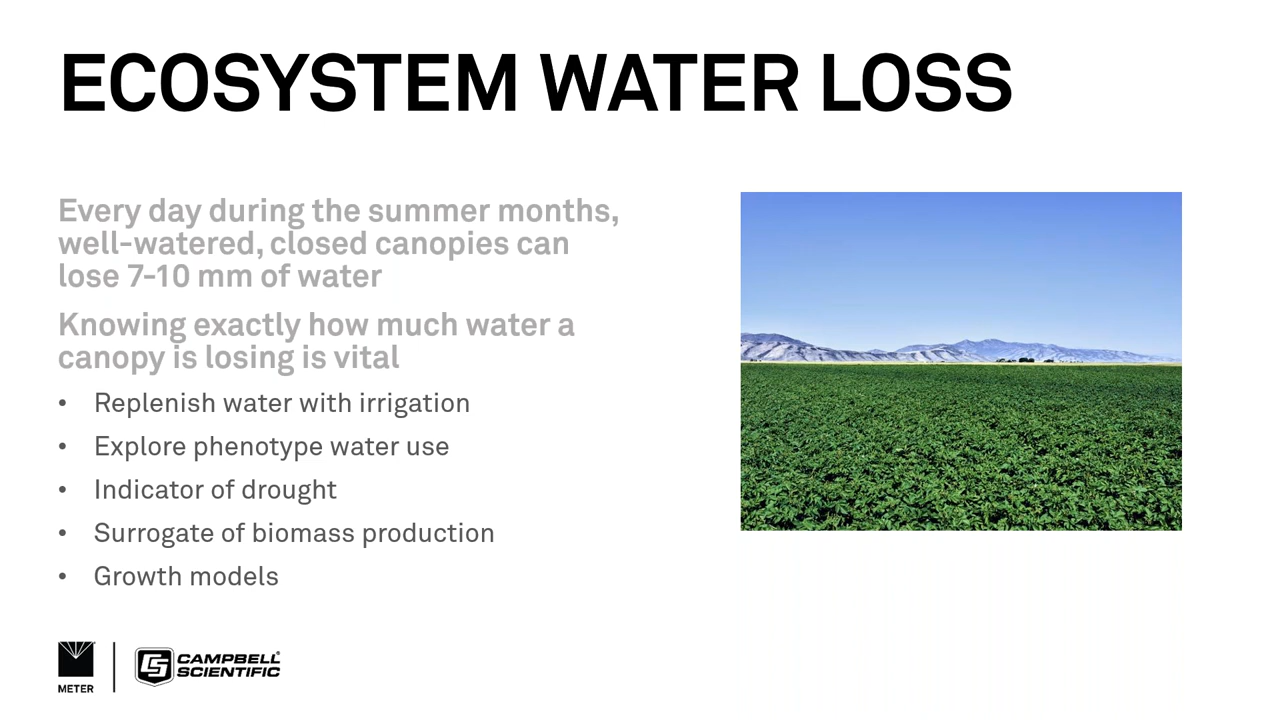 ECOSYSTEM WATER LOSS
Every day during the summer months,
well-watered, closed canopies can
lose 7-10 mm of water
Knowing exactly how much water a
canopy is losing is vital
• Replenish water with irrigation
• Explore phenotype water use
• Indicator of drought
• Surrogate of biomass production
• Growth models
METER
CS CAMPBELL®
SCIENTIFIC